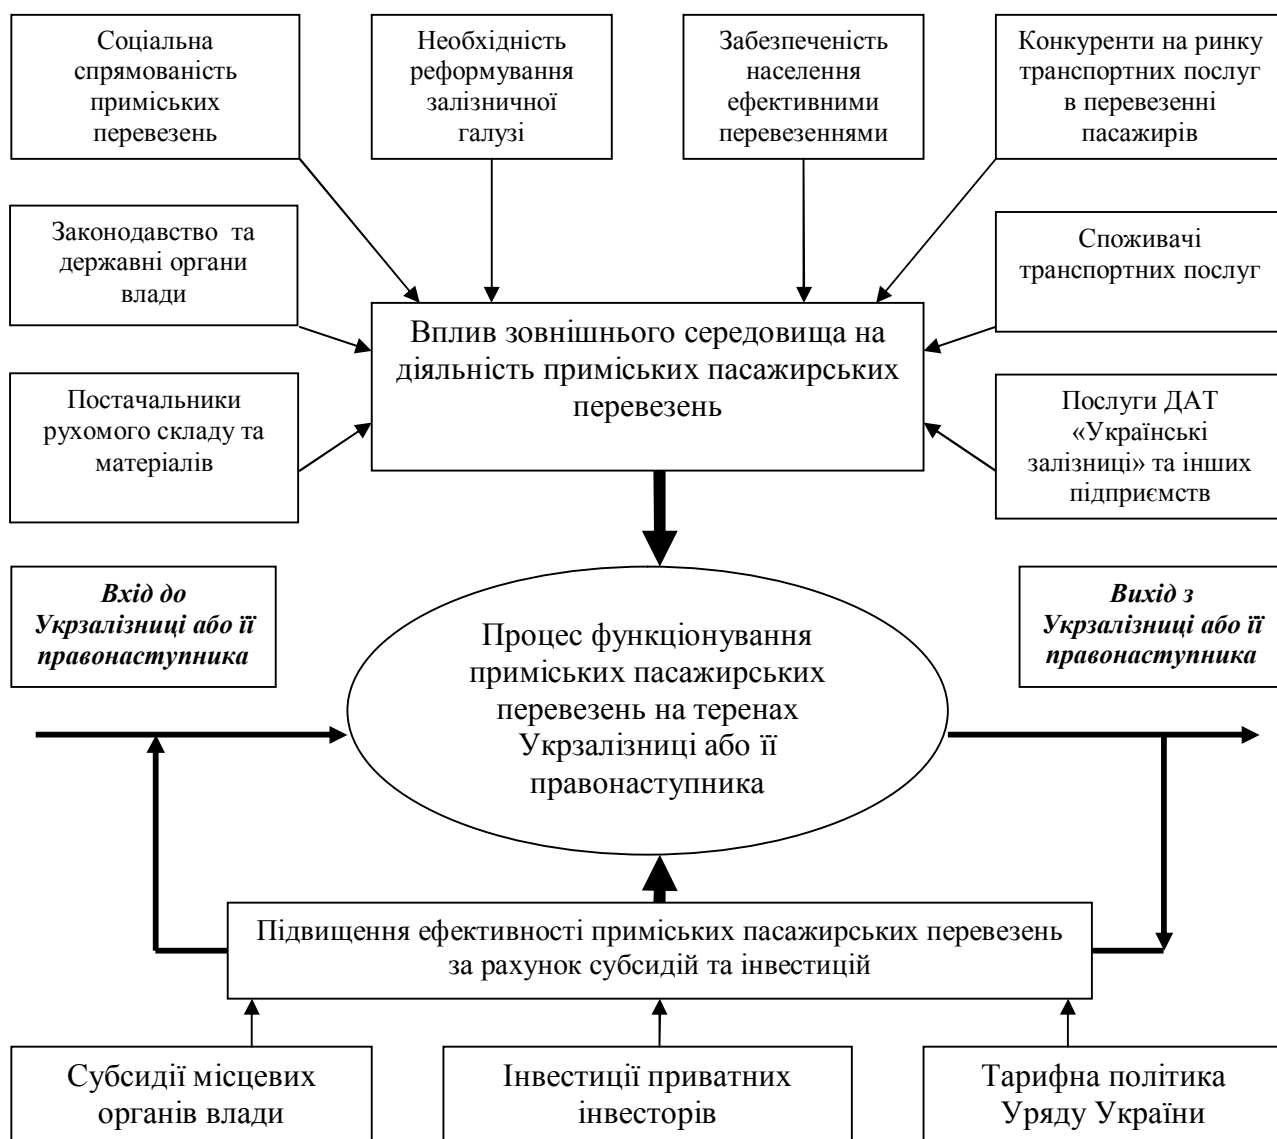 Соціальна
спрямованість
приміських
перевезень
Необхідність
реформування
залізничної
галузі
Забезпеченість
населення
ефективними
перевезеннями
Конкуренти на ринку
транспортних послуг
в перевезенні
пасажирів
Законодавство та
державні органи
влади
Споживачі
транспортних послуг
Вплив зовнішнього середовища на
діяльність приміських пасажирських
перевезень
Постачальники
рухомого складу та
матеріалів
Послуги ДАТ
«Українські
залізниці» та інших
підприємств
Вхід до
Укрзалізниці або її
правонаступника
Вихід з
Укрзалізниці або її
правонаступника
Процес функціонування
приміських пасажирських
перевезень на теренах
Укрзалізниці або її
правонаступника
Підвищення ефективності приміських пасажирських перевезень
за рахунок субсидій та інвестицій
Субсидії місцевих
органів влади
Інвестиції приватних
інвесторів
Тарифна політика
Уряду України